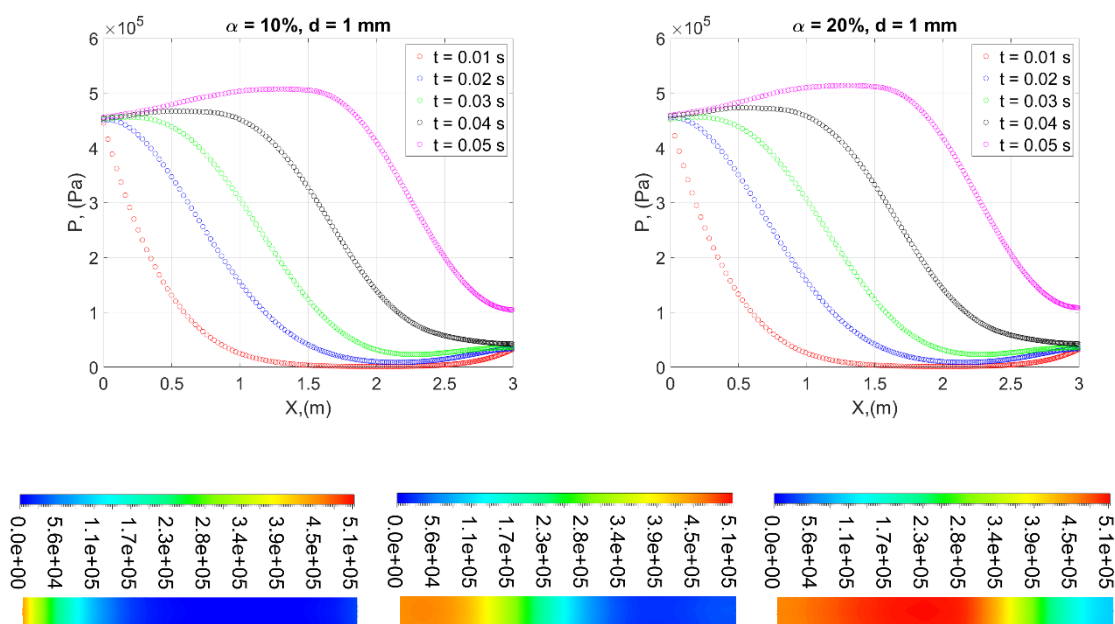 α = 10%, d = 1 mm
×10⁵
6
5
4
3
2
1
0
P, (Pa)
0
0.5
1
1.5
2
2.5
3
X,(m)
t = 0.01 s
t = 0.02 s
t = 0.03 s
t = 0.04 s
t = 0.05 s
α = 20%, d = 1 mm
×10⁵
6
5
4
3
2
1
0
P, (Pa)
0
0.5
1
1.5
2
2.5
3
X,(m)
t = 0.01 s
t = 0.02 s
t = 0.03 s
t = 0.04 s
t = 0.05 s
0.0e+00
5.6e+04
1.1e+05
1.7e+05
2.3e+05
2.8e+05
3.4e+05
3.9e+05
4.5e+05
5.1e+05
0.0e+00
5.6e+04
1.1e+05
1.7e+05
2.3e+05
2.8e+05
3.4e+05
3.9e+05
4.5e+05
5.1e+05
0.0e+00
5.6e+04
1.1e+05
1.7e+05
2.3e+05
2.8e+05
3.4e+05
3.9e+05
4.5e+05
5.1e+05